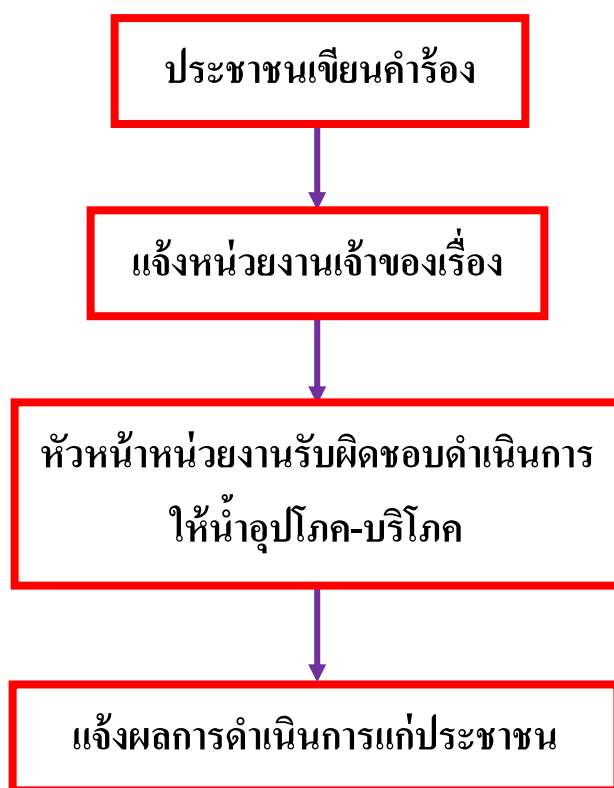 ประชาชนเขียนคำร้อง
แจ้งหน่วยงานเจ้าของเรื่อง
หัวหน้าหน่วยงานรับผิดชอบดำเนินการ
ให้น้ำอุปโภค-บริโภค
แจ้งผลการดำเนินการแก่ประชาชน